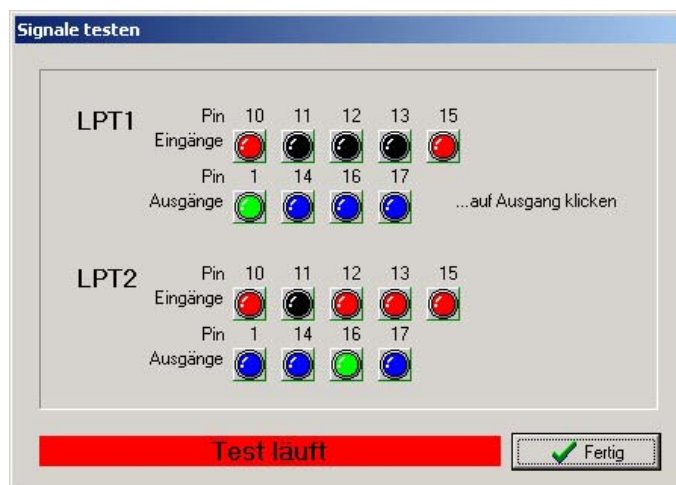 Signale testen
LPT1
Pin 10 11 12 13 15
Eingänge
Pin 1 14 16 17
Ausgänge ...auf Ausgang klicken
LPT2
Pin 10 11 12 13 15
Eingänge
Pin 1 14 16 17
Ausgänge
Test läuft
Fertig